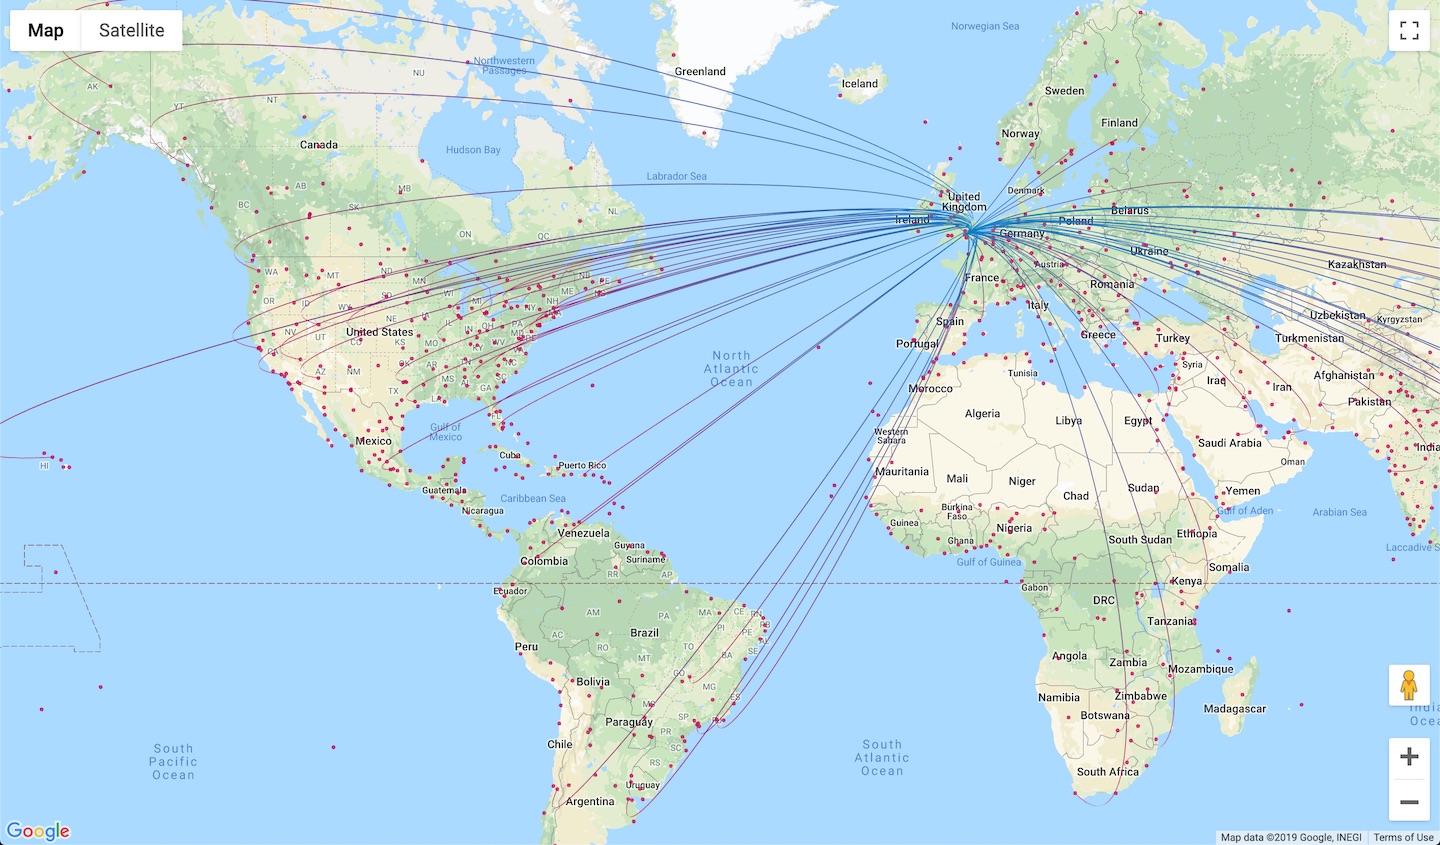 Map
Satellite
Norwegian Sea
Northwestern
Passages
NU
Greenland
Iceland
AK
Sweden
YT
NT
Finland
Norway
Canada
Hudson Bay
Labrador Sea
AB
MB
Denmark
BC
SK
United
Kingdom
NL
Belarus
Ireland
Poland
ON
QC
Germany
Ukraine
Austria
Kazakhstan
WA
MT
ND
France
NB
PE
Romania
MN
ME
NS
OR
ID
WY
SD
WI
MI
NH
Italy
Uzbekistan
Kyrgyzstan
NE
NY
MA
Spain
NV
United States
IL
IN
OH
PA
UT
CO
KS
MO
KY
WV
Portugal
Greece
Turkey
Turkmenistan
North
Atlantic
Ocean
Syria
AZ
NM
OK
AR
TN
NC
Tunisia
Iraq
Iran
Afghanistan
MS
AL
SC
TX
GA
Morocco
LA
Pakistan
FL
Algeria
Libya
Egypt
Gulf of
Mexico
Western
Sahara
Mexico
Saudi Arabia
India
Cuba
Puerto Rico
HI
Oman
Mauritania
Mali
Niger
Chad
Sudan
Yemen
Guatemala
Caribbean Sea
Nicaragua
Burkina
Faso
Gulf of Aden
Arabian Sea
Guinea
Nigeria
Venezuela
Ghana
South Sudan
Ethiopia
Laccadive S
Guyana
Suriname
Colombia
Gulf of Guinea
Somalia
RR
AP
Ecuador
Gabon
Kenya
DRC
AM
PA
MA
CE
RN
Tanzania
PB
AC
Brazil
PI
PE
AL
Peru
RO
TO
SE
MT
BA
Angola
Zambia
Mozambique
Bolivia
GO
MG
Namibia
Zimbabwe
ES
MS
Madagascar
Botswana
Paraguay
SP
RJ
PR
SC
South
Pacific
Ocean
Chile
South
Atlantic
Ocean
RS
South Africa
Uruguay
Argentina
Google
Map data ©2019 Google, INEGI
Terms of Use